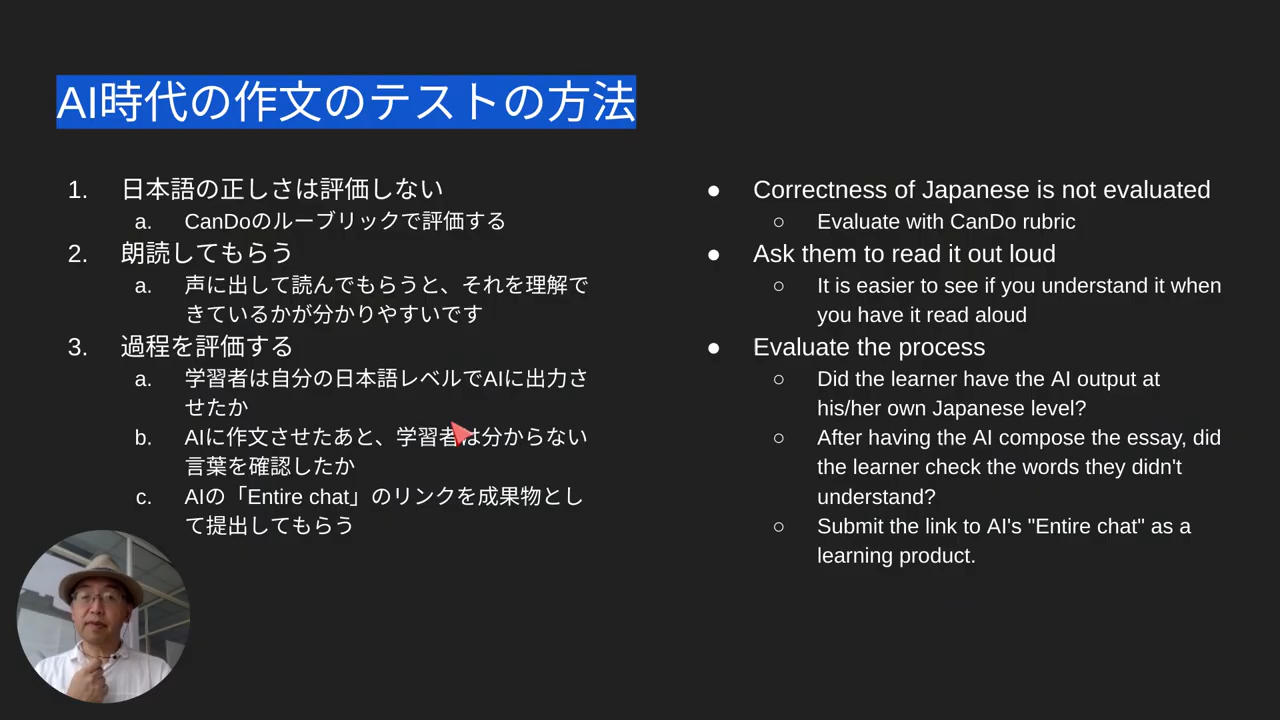 AI時代の作文のテストの方法
1. 日本語の正しさは評価しない
a. CanDoのルーブリックで評価する
2. 朗読してもらう
a. 声に出して読んでもらうと、それを理解で
きているかが分かりやすいです
3. 過程を評価する
a. 学習者は自分の日本語レベルでAIに出力さ
せたか
b. AIに作文させたあと、学習者は分からない
言葉を確認したか
c. AIの「Entire chat」のリンクを成果物とし
て提出してもらう
● Correctness of Japanese is not evaluated
○ Evaluate with CanDo rubric
● Ask them to read it out loud
○ It is easier to see if you understand it when
you have it read aloud
● Evaluate the process
○ Did the learner have the AI output at
his/her own Japanese level?
○ After having the AI compose the essay, did
the learner check the words they didn't
understand?
○ Submit the link to AI's "Entire chat" as a
learning product.